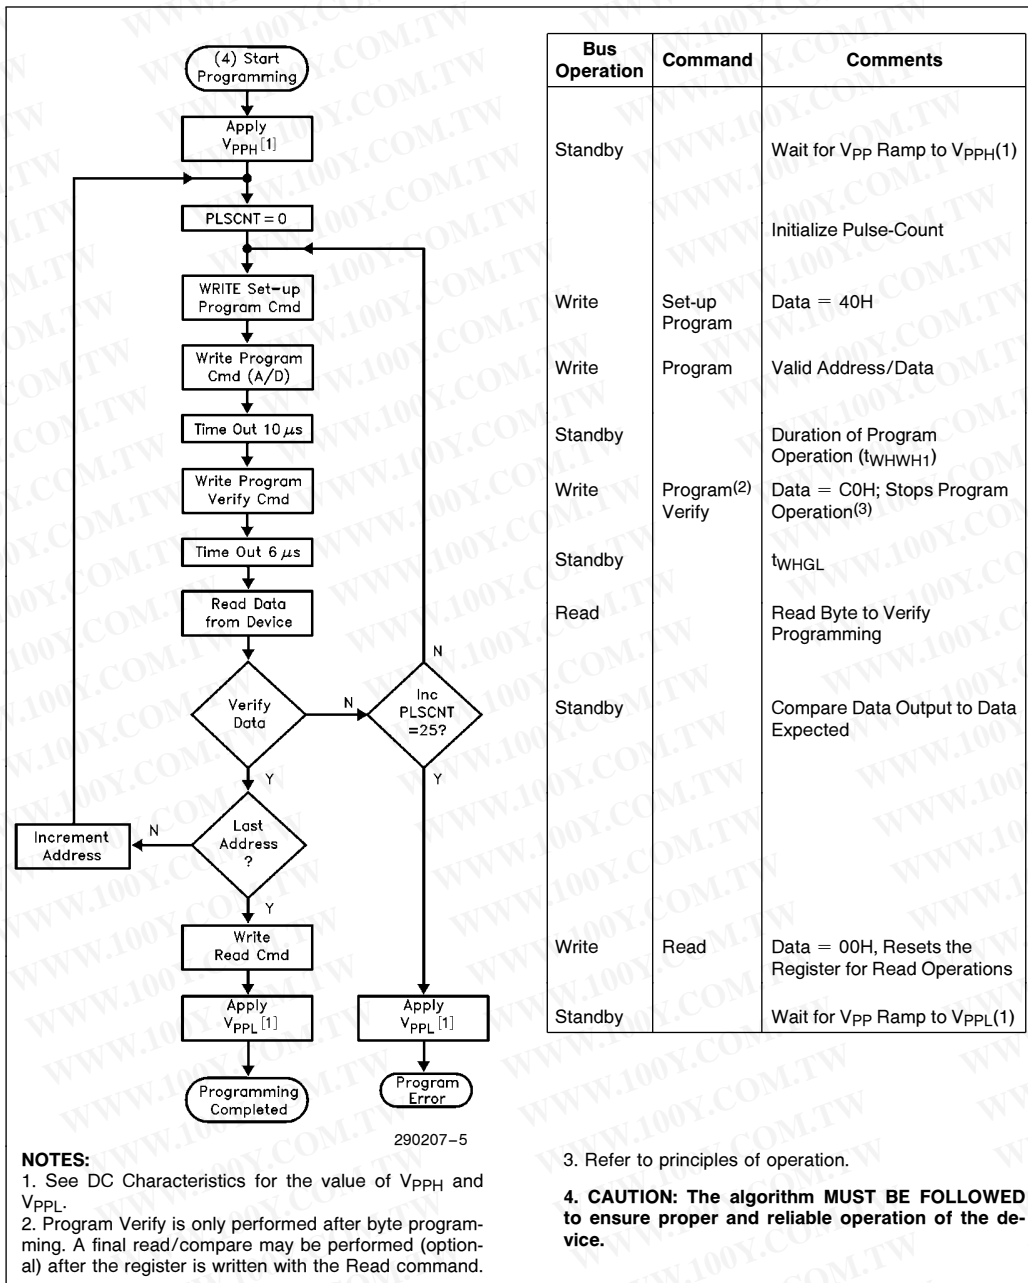 (4) Start
Programming
Apply
VPPH[1]
PLSCNT = 0
WRITE Set-up
Program Cmd
Write Program
Cmd (A/D)
Time Out 10 μs
Write Program
Verify Cmd
Time Out 6 μs
Read Data
from Device
Verify
Data
N
Inc
PLSCNT
=25?
N
Y
Y
Last
Address
?
N
Increment
Address
Y
Write
Read Cmd
Apply
VPPL[1]
Programming
Completed
Apply
VPPL[1]
Program
Error
290207-5
Bus
Operation
Command
Comments
Standby
Wait for VPP Ramp to VPPH(1)
Initialize Pulse-Count
Write
Set-up
Program
Data = 40H
Write
Program
Valid Address/Data
Standby
Duration of Program
Operation (tWHWH1)
Write
Program(2)
Verify
Data = C0H; Stops Program
Operation(3)
Standby
tWHGL
Read
Read Byte to Verify
Programming
Standby
Compare Data Output to Data
Expected
Write
Read
Data = 00H, Resets the
Register for Read Operations
Standby
Wait for VPP Ramp to VPPL(1)
NOTES:
1. See DC Characteristics for the value of VPPH and
VPPL.
2. Program Verify is only performed after byte program-
ming. A final read/compare may be performed (option-
al) after the register is written with the Read command.
3. Refer to principles of operation.
4. CAUTION: The algorithm MUST BE FOLLOWED
to ensure proper and reliable operation of the de-
vice.
WWW.100Y.COM.TW